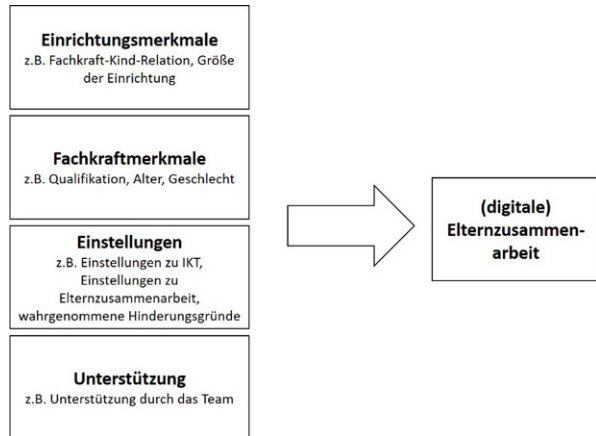 Einrichtungsmerkmale
z.B. Fachkraft-Kind-Relation, Größe
der Einrichtung
Fachkraftmerkmale
z.B. Qualifikation, Alter, Geschlecht
Einstellungen
z.B. Einstellungen zu IKT,
Einstellungen zu
Elternzusammenarbeit,
wahrgenommene Hinderungsgründe
Unterstützung
z.B. Unterstützung durch das Team
(digitale)
Elternzusammen-
arbeit